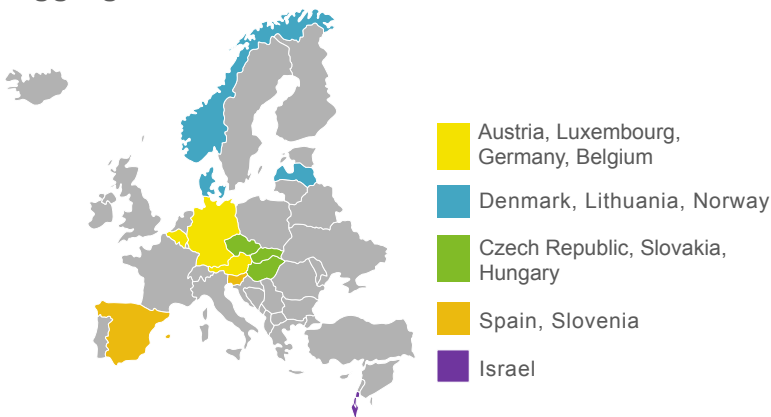 Austria, Luxembourg,
Germany, Belgium
Denmark, Lithuania, Norway
Czech Republic, Slovakia,
Hungary
Spain, Slovenia
Israel